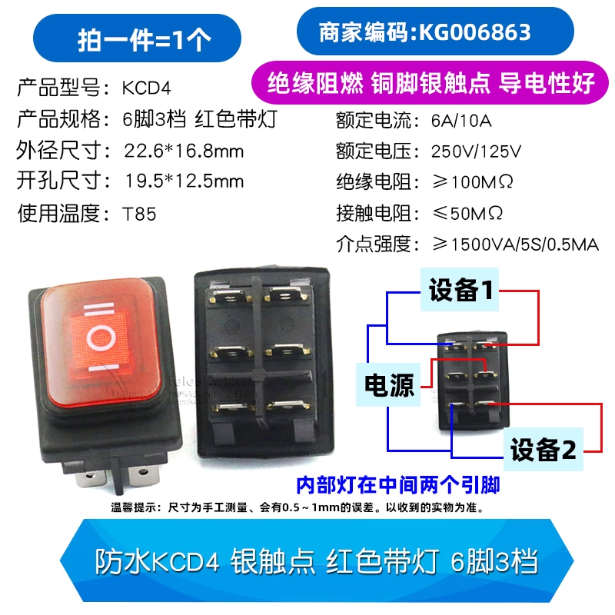 拍一件=1个
商家编码:KG006863
绝缘阻燃 铜脚银触点 导电性好
产品型号: KCD4
产品规格: 6脚3档 红色带灯
外径尺寸: 22.6*16.8mm
开孔尺寸: 19.5*12.5mm
使用温度: T85
额定电流: 6A/10A
额定电压: 250V/125V
绝缘电阻: ≥100MΩ
接触电阻: ≤50MΩ
介点强度: ≥1500VA/5S/0.5MA
设备1
电源
设备2
内部灯在中间两个引脚
温馨提示: 尺寸为手工测量、会有0.5~1mm的误差。以收到的实物为准。
防水KCD4 银触点 红色带灯 6脚3档